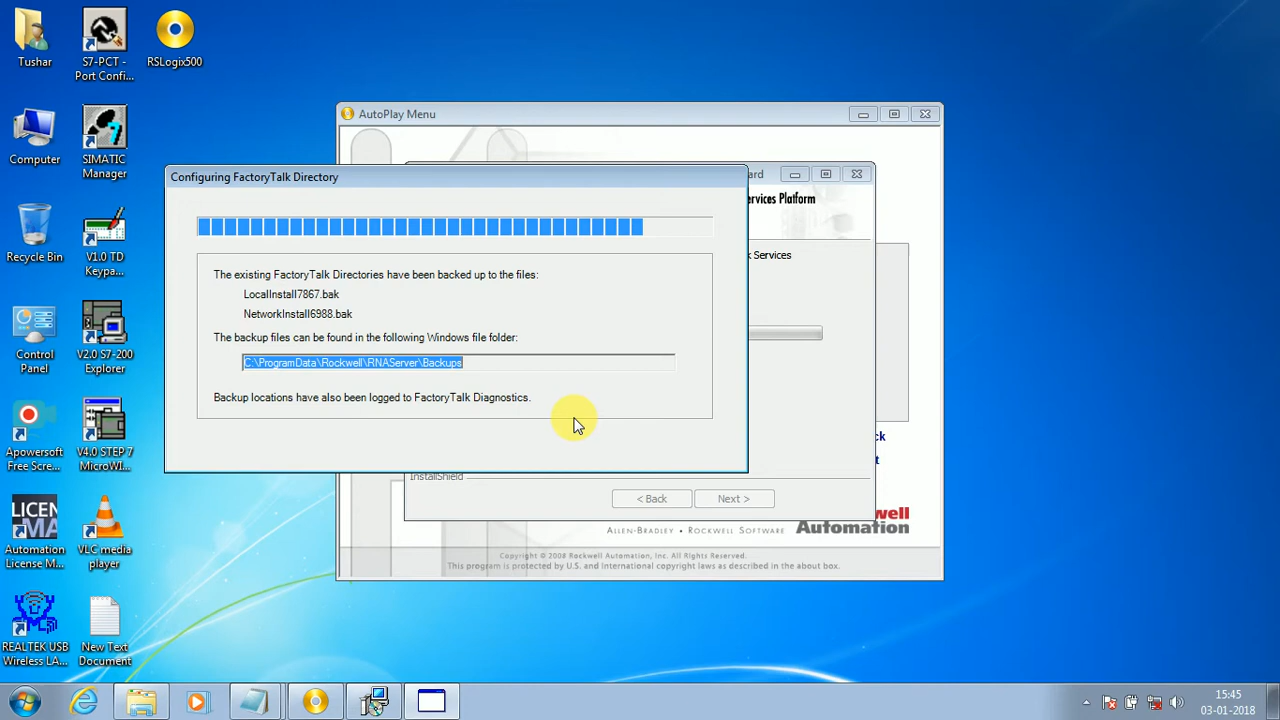 Tushar
S7-PCT -
Port Confi...
RSLogix500
Computer
SIMATIC
Manager
Recycle Bin
V1.0 TD
Keypa...
Control
Panel
V2.0 S7-200
Explorer
Apowersoft
Free Scre...
V4.0 STEP 7
MicroWI...
Automation
License M...
VLC media
player
REALTEK USB
Wireless LA...
New Text
Document
AutoPlay Menu
ard
ervices Platform
k Services
Configuring FactoryTalk Directory
The existing FactoryTalk Directories have been backed up to the files:
LocalInstall7867.bak
NetworkInstall6988.bak
The backup files can be found in the following Windows file folder:
C:\ProgramData\Rockwell\RNAServer\Backups
Backup locations have also been logged to FactoryTalk Diagnostics.
ck
t
InstallShield
< Back
Next >
ALLEN-BRADLEY • ROCKWELL SOFTWARE
well
Automation
Copyright © 2008 Rockwell Automation, Inc. All Rights Reserved.
This program is protected by U.S. and International copyright laws as described in the about box.
15:45
03-01-2018